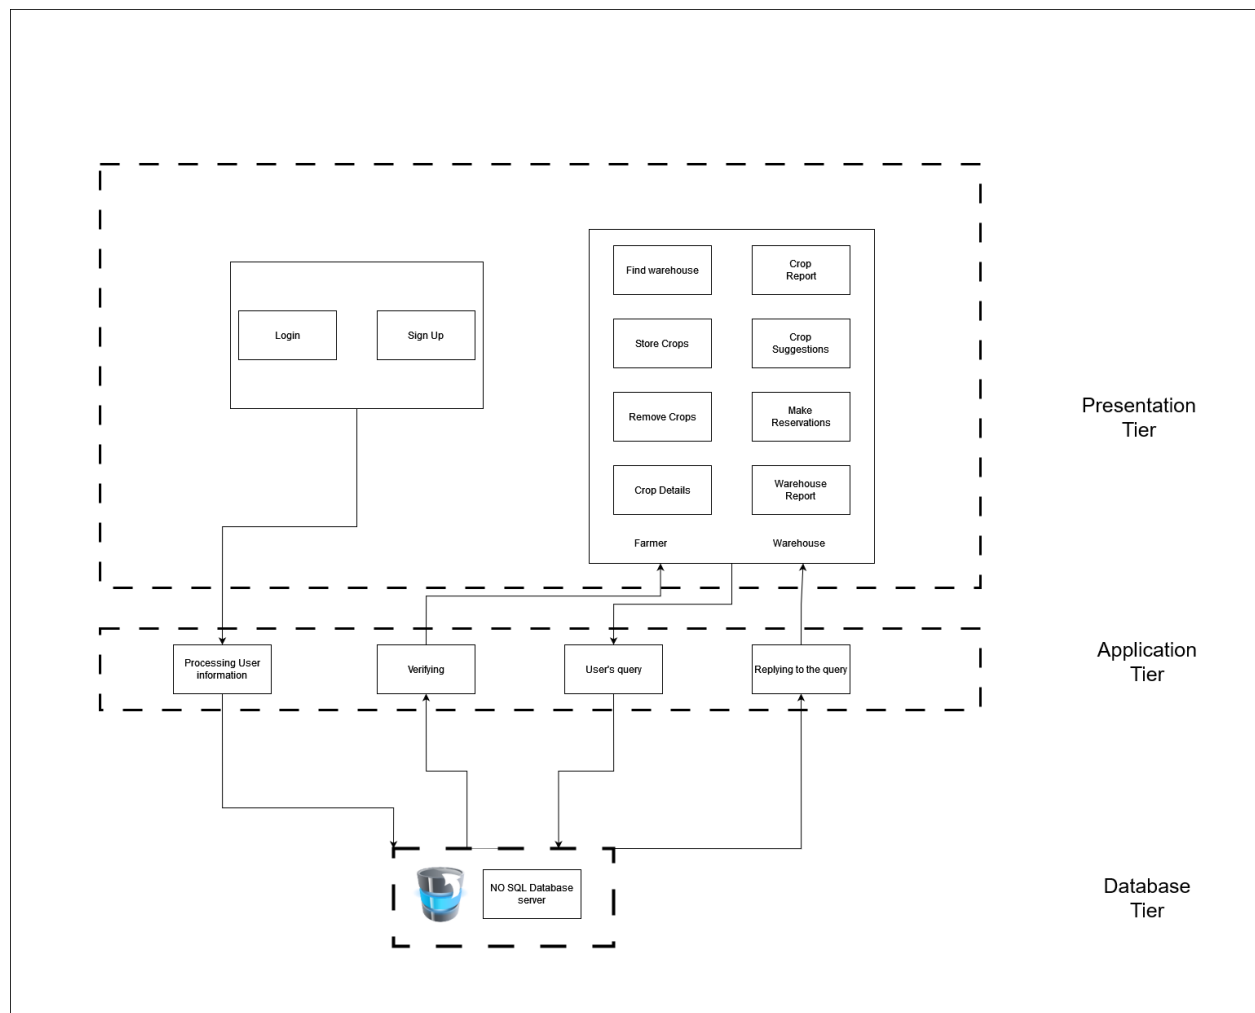 Login
Sign Up
Find warehouse
Crop
Report
Store Crops
Crop
Suggestions
Remove Crops
Make
Reservations
Crop Details
Warehouse
Report
Farmer
Warehouse
Presentation
Tier
Processing User
information
Verifying
User's query
Replying to the query
Application
Tier
NO SQL Database
server
Database
Tier